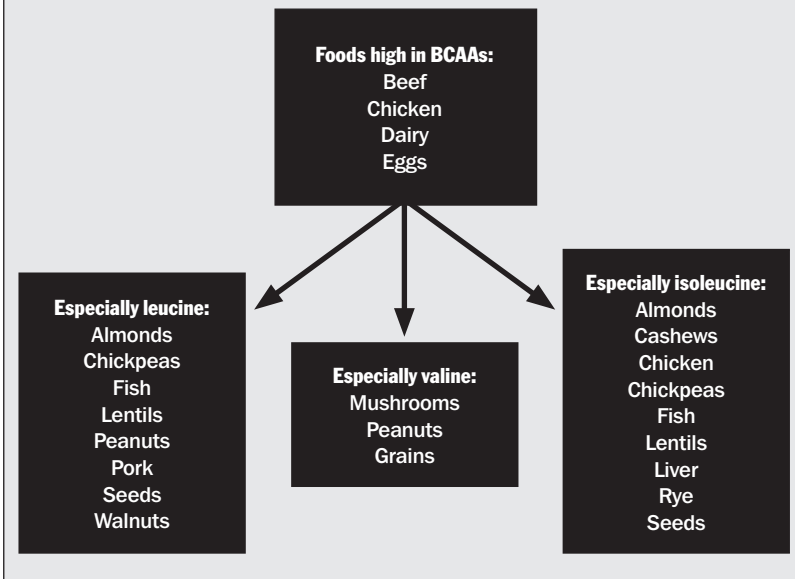 Foods high in BCAAs:
Beef
Chicken
Dairy
Eggs
Especially leucine:
Almonds
Chickpeas
Fish
Lentils
Peanuts
Pork
Seeds
Walnuts
Especially valine:
Mushrooms
Peanuts
Grains
Especially isoleucine:
Almonds
Cashews
Chicken
Chickpeas
Fish
Lentils
Liver
Rye
Seeds